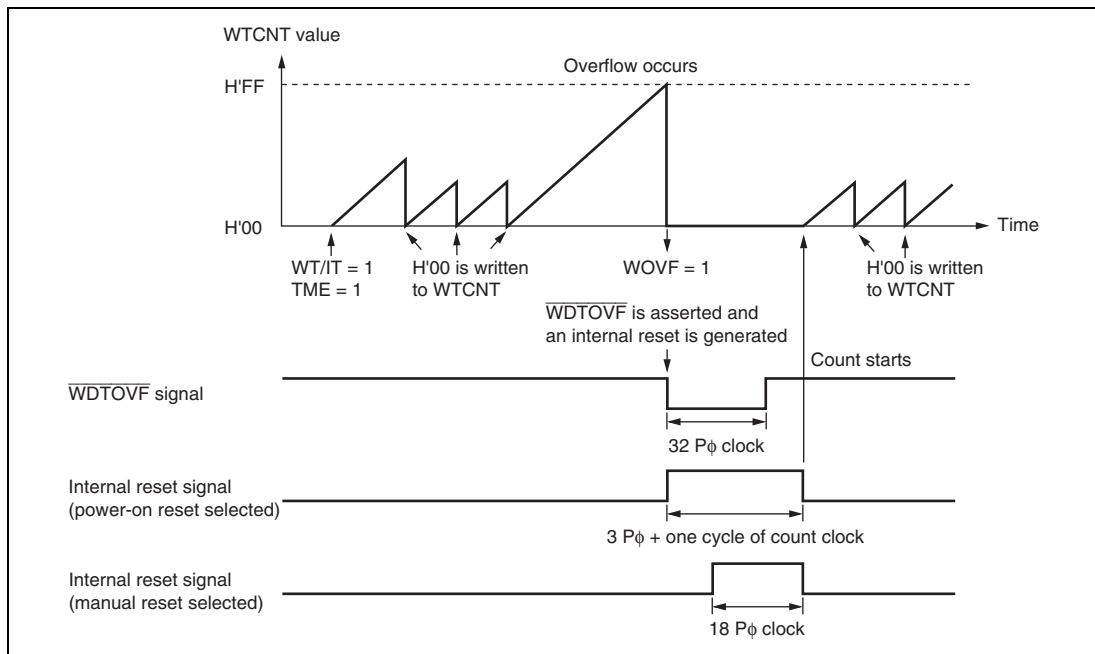 WTCNT value
H'FF
Overflow occurs
H'00
Time
WT/IT = 1
TME = 1
H'00 is written
to WTCNT
WOVF = 1
H'00 is written
to WTCNT
WDTOVF is asserted and
an internal reset is generated
Count starts
WDTOVF signal
32 Pϕ clock
Internal reset signal
(power-on reset selected)
3 Pϕ + one cycle of count clock
Internal reset signal
(manual reset selected)
18 Pϕ clock